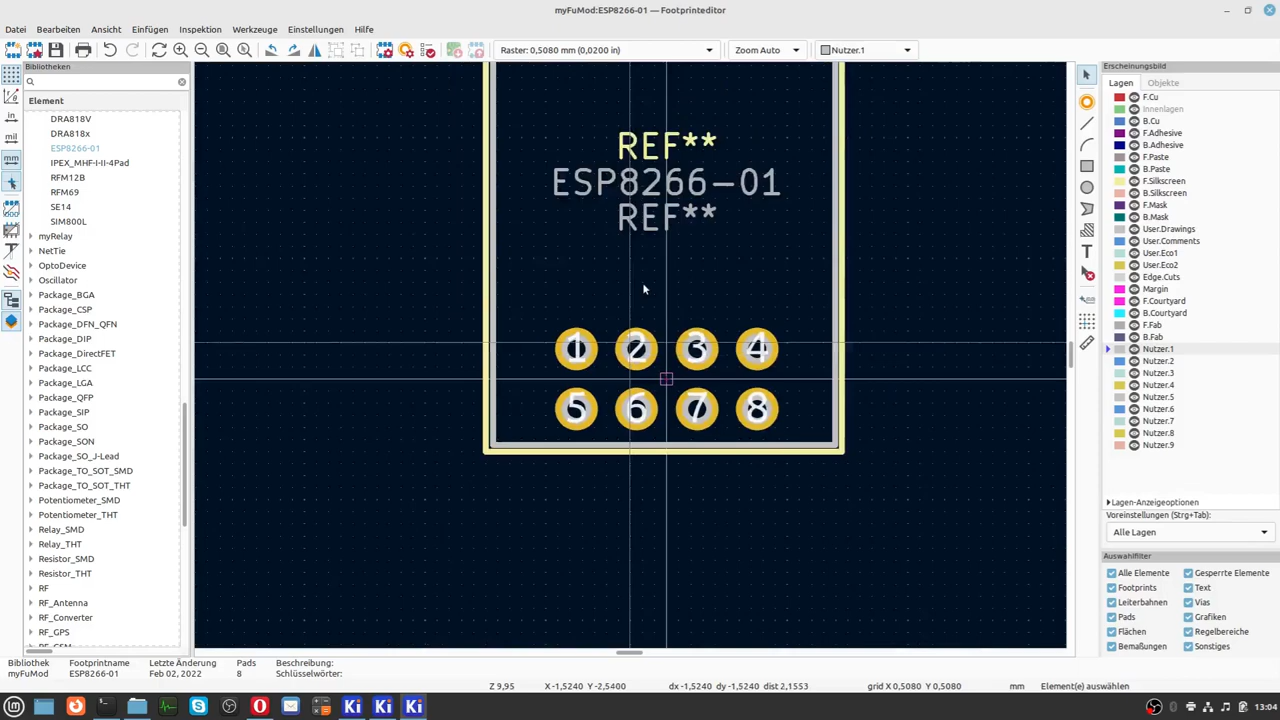 myFuMod:ESP8266-01 — Footprinteditor
Datei Bearbeiten Ansicht Einfügen Inspektion Werkzeuge Einstellungen Hilfe
Raster: 0,5080 mm (0,0200 in) Zoom Auto Nutzer.1
Bibliotheken
Element
DRA818V
DRA818x
ESP8266-01
IPEX_MHF-I-II-4Pad
RFM12B
RFM69
SE14
SIM800L
myRelay
NetTie
OptoDevice
Oscillator
Package_BGA
Package_CSP
Package_DFN_QFN
Package_DIP
Package_DirectFET
Package_LCC
Package_LGA
Package_QFP
Package_SIP
Package_SO
Package_SON
Package_SO_J-Lead
Package_TO_SOT_SMD
Package_TO_SOT_THT
Potentiometer_SMD
Potentiometer_THT
Relay_SMD
Relay_THT
Resistor_SMD
Resistor_THT
RF
RF_Antenna
RF_Converter
RF_GPS
in
mil
mm
REF**
ESP8266-01
REF**
1 2 3 4
5 6 7 8
T
Erscheinungsbild
Lagen Objekte
F.Cu
Innenlagen
B.Cu
F.Adhesive
B.Adhesive
F.Paste
B.Paste
F.Silkscreen
B.Silkscreen
F.Mask
B.Mask
User.Drawings
User.Comments
User.Eco1
User.Eco2
Edge.Cuts
Margin
F.Courtyard
B.Courtyard
F.Fab
B.Fab
Nutzer.1
Nutzer.2
Nutzer.3
Nutzer.4
Nutzer.5
Nutzer.6
Nutzer.7
Nutzer.8
Nutzer.9
Lagen-Anzeigeoptionen
Voreinstellungen (Strg+Tab):
Alle Lagen
Auswahlfilter
Alle Elemente Gesperrte Elemente
Footprints Text
Leiterbahnen Vias
Pads Grafiken
Flächen Regelbereiche
Bemaßungen Sonstiges
Bibliothek Footprintname Letzte Änderung Pads Beschreibung:
myFuMod ESP8266-01 Feb 02, 2022 8 Schlüsselwörter:
Z 9,95 X -1,5240 Y -2,5400 dx -1,5240 dy -1,5240 dist 2,1553 grid X 0,5080 Y 0,5080 mm Element(e) auswählen
Ki Ki Ki
13:04